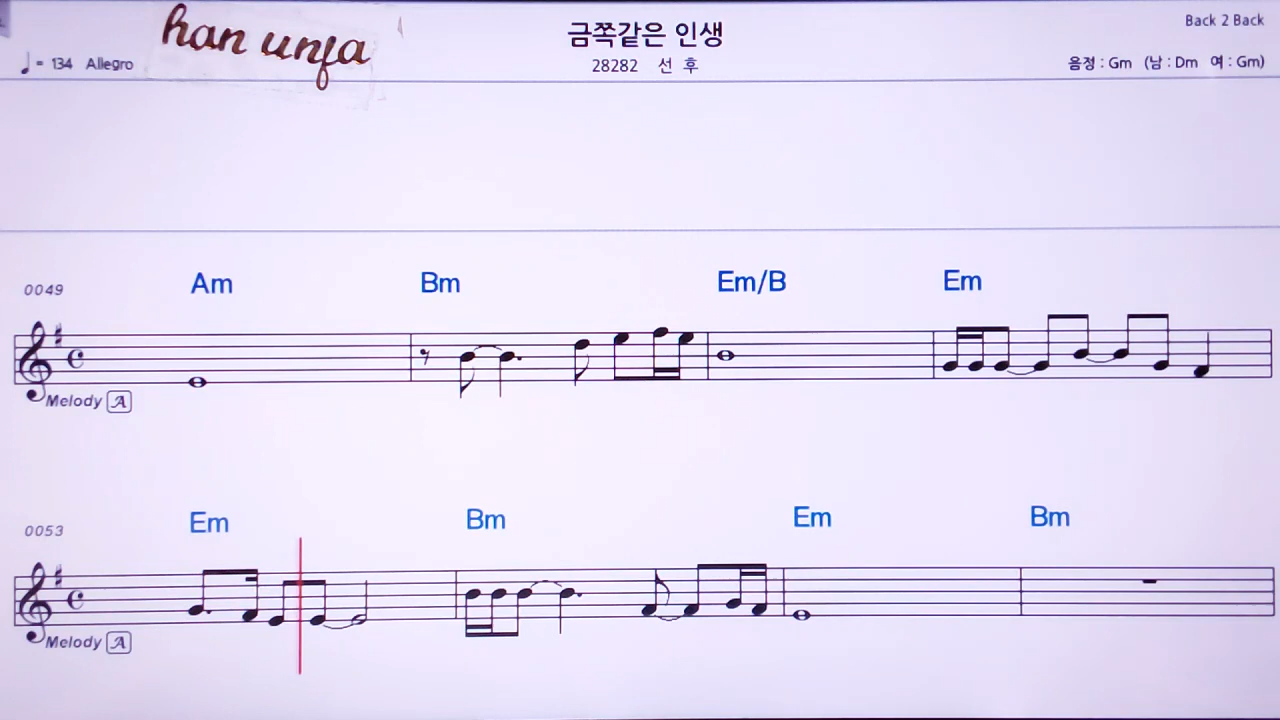 han unfa
금쪽같은 인생
Back 2 Back
♩= 134 Allegro
28282 선 후
음정 : Gm (남 : Dm 여 : Gm)
0049 Am Bm Em/B Em
Melody A
0053 Em Bm Em Bm
Melody A